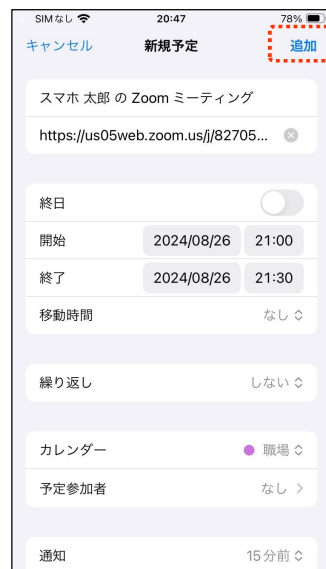 SIMなし 20:47 78%
キャンセル 新規予定 追加
スマホ 太郎 の Zoom ミーティング
https://us05web.zoom.us/j/82705...
終日
開始 2024/08/26 21:00
終了 2024/08/26 21:30
移動時間 なし
繰り返し しない
カレンダー 職場
予定参加者 なし
通知 15分前